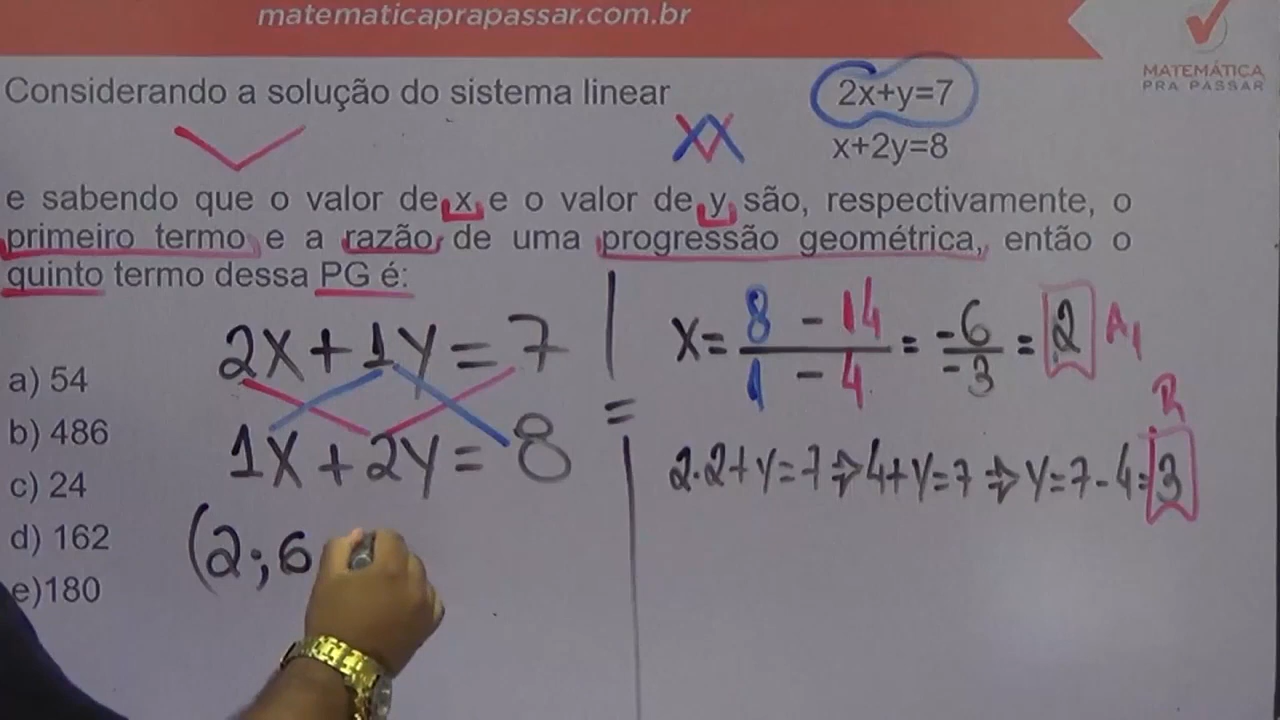 matematicaprapassar.com.br
MATEMÁTICA
PRA PASSAR
Considerando a solução do sistema linear
2x+y=7
x+2y=8
e sabendo que o valor de x e o valor de y são, respectivamente, o
primeiro termo e a razão de uma progressão geométrica, então o
quinto termo dessa PG é:
a) 54
b) 486
c) 24
d) 162
e)180
2X+1Y=7
1X+2Y=8
(2;6
=
X= 8 - 14 / 1 - 4 = -6 / -3 = 2 A1
R
2·2+Y=7⇒4+Y=7⇒Y=7-4=3